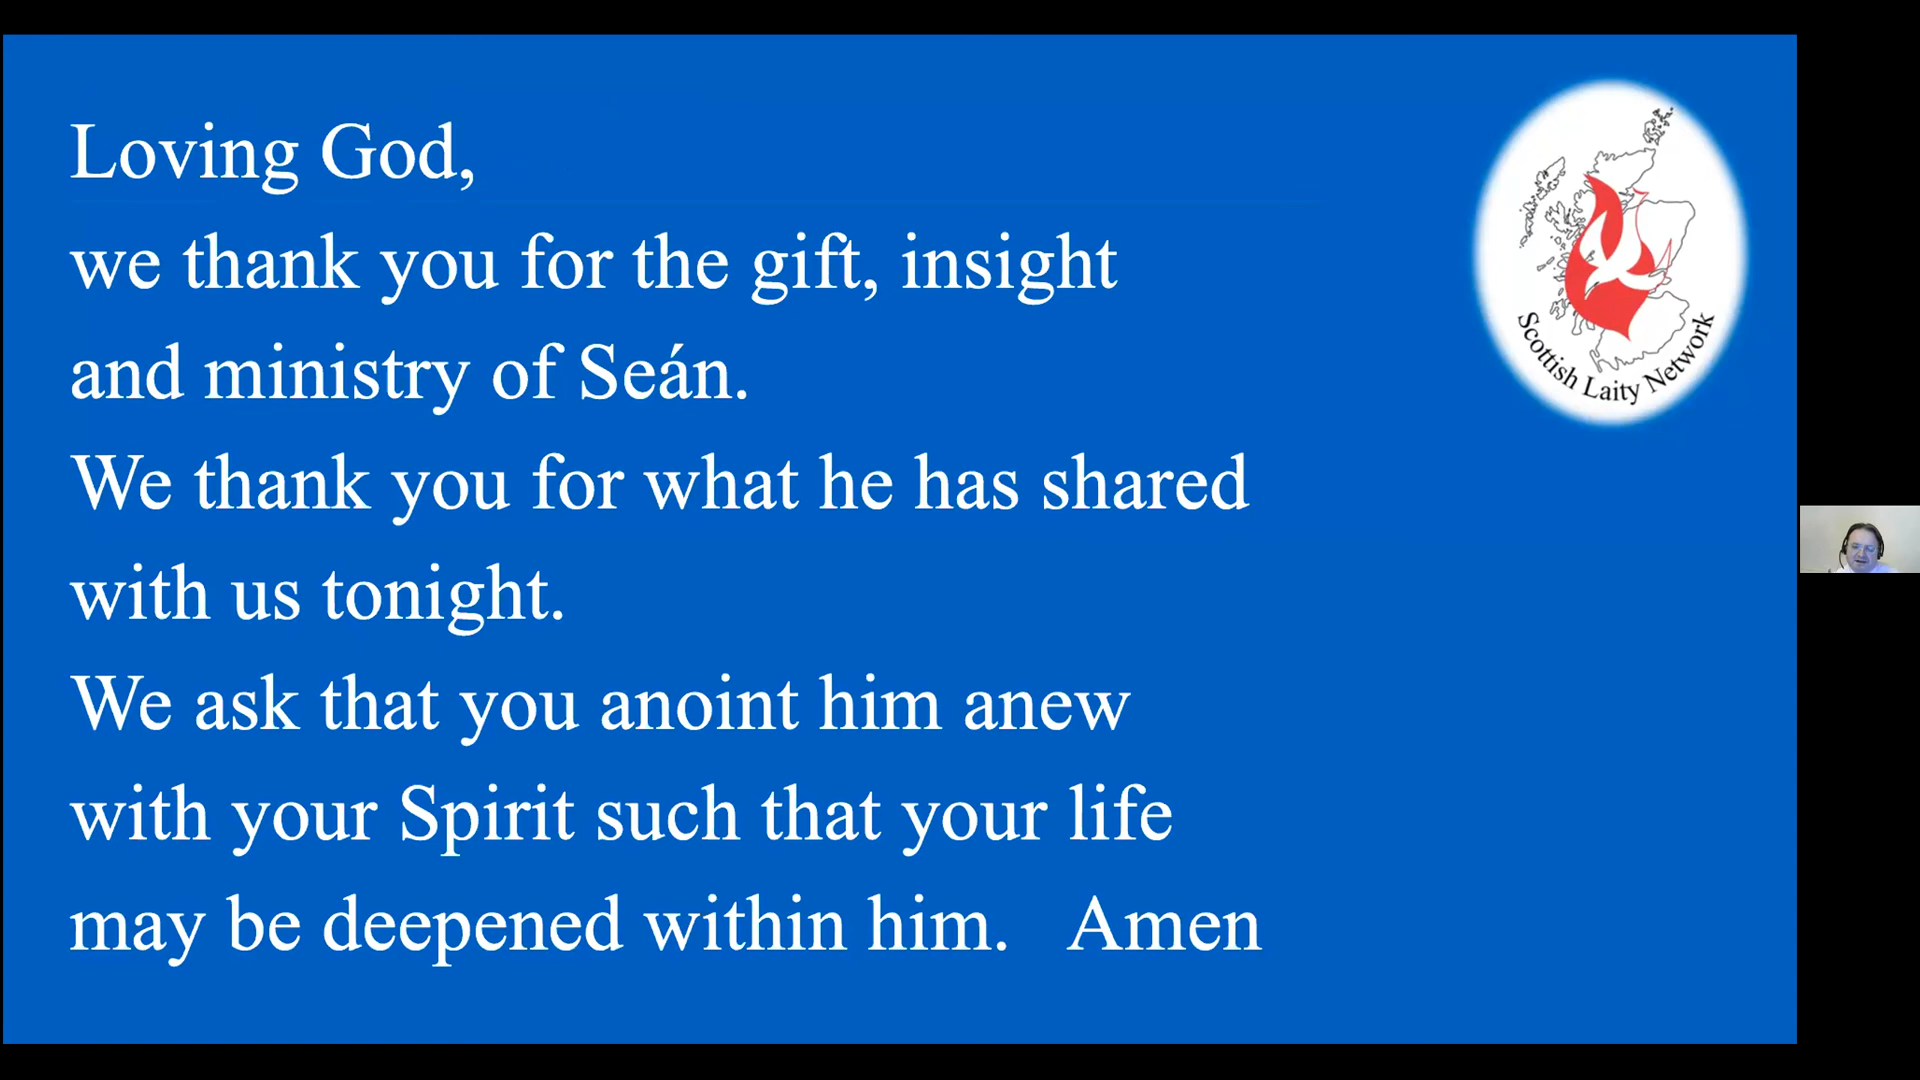 Loving God,
we thank you for the gift, insight
and ministry of Seán.
We thank you for what he has shared
with us tonight.
We ask that you anoint him anew
with your Spirit such that your life
may be deepened within him.   Amen
Scottish Laity Network